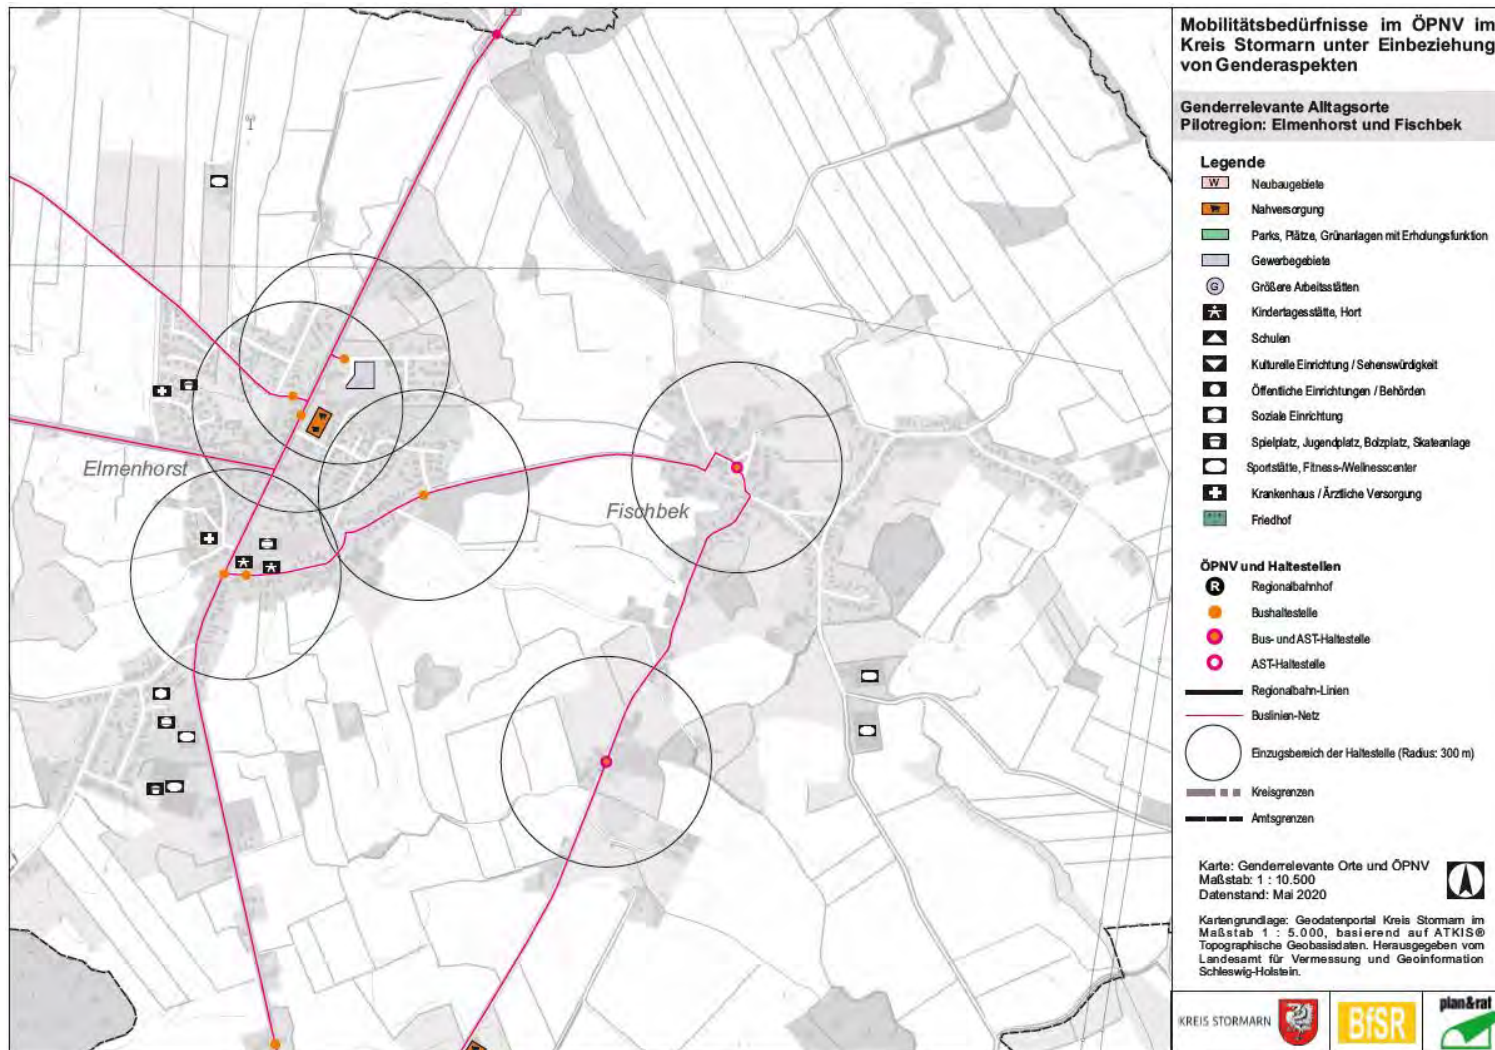 Elmenhorst
Fischbek
Mobilitätsbedürfnisse im ÖPNV im
Kreis Stormarn unter Einbeziehung
von Genderaspekten
Genderrelevante Alltagsorte
Pilotregion: Elmenhorst und Fischbek
Legende
W Neubaugebiete
Nahversorgung
Parks, Plätze, Grünanlagen mit Erholungsfunktion
Gewerbegebiete
G Größere Arbeitsstätten
Kindertagesstätte, Hort
Schulen
Kulturelle Einrichtung / Sehenswürdigkeit
Öffentliche Einrichtungen / Behörden
Soziale Einrichtung
Spielplatz, Jugendplatz, Bolzplatz, Skateanlage
Sportstätte, Fitness-/Wellnesscenter
Krankenhaus / Ärztliche Versorgung
Friedhof
ÖPNV und Haltestellen
R Regionalbahnhof
Bushaltestelle
Bus- und AST-Haltestelle
AST-Haltestelle
Regionalbahn-Linien
Buslinien-Netz
Einzugsbereich der Haltestelle (Radius: 300 m)
Kreisgrenzen
Amtsgrenzen
Karte: Genderrelevante Orte und ÖPNV
Maßstab: 1 : 10.500
Datenstand: Mai 2020
Kartengrundlage: Geodatenportal Kreis Stormarn im
Maßstab 1 : 5.000, basierend auf ATKIS®
Topographische Geobasisdaten. Herausgegeben vom
Landesamt für Vermessung und Geoinformation
Schleswig-Holstein.
KREIS STORMARN
BfSR
plan&rat